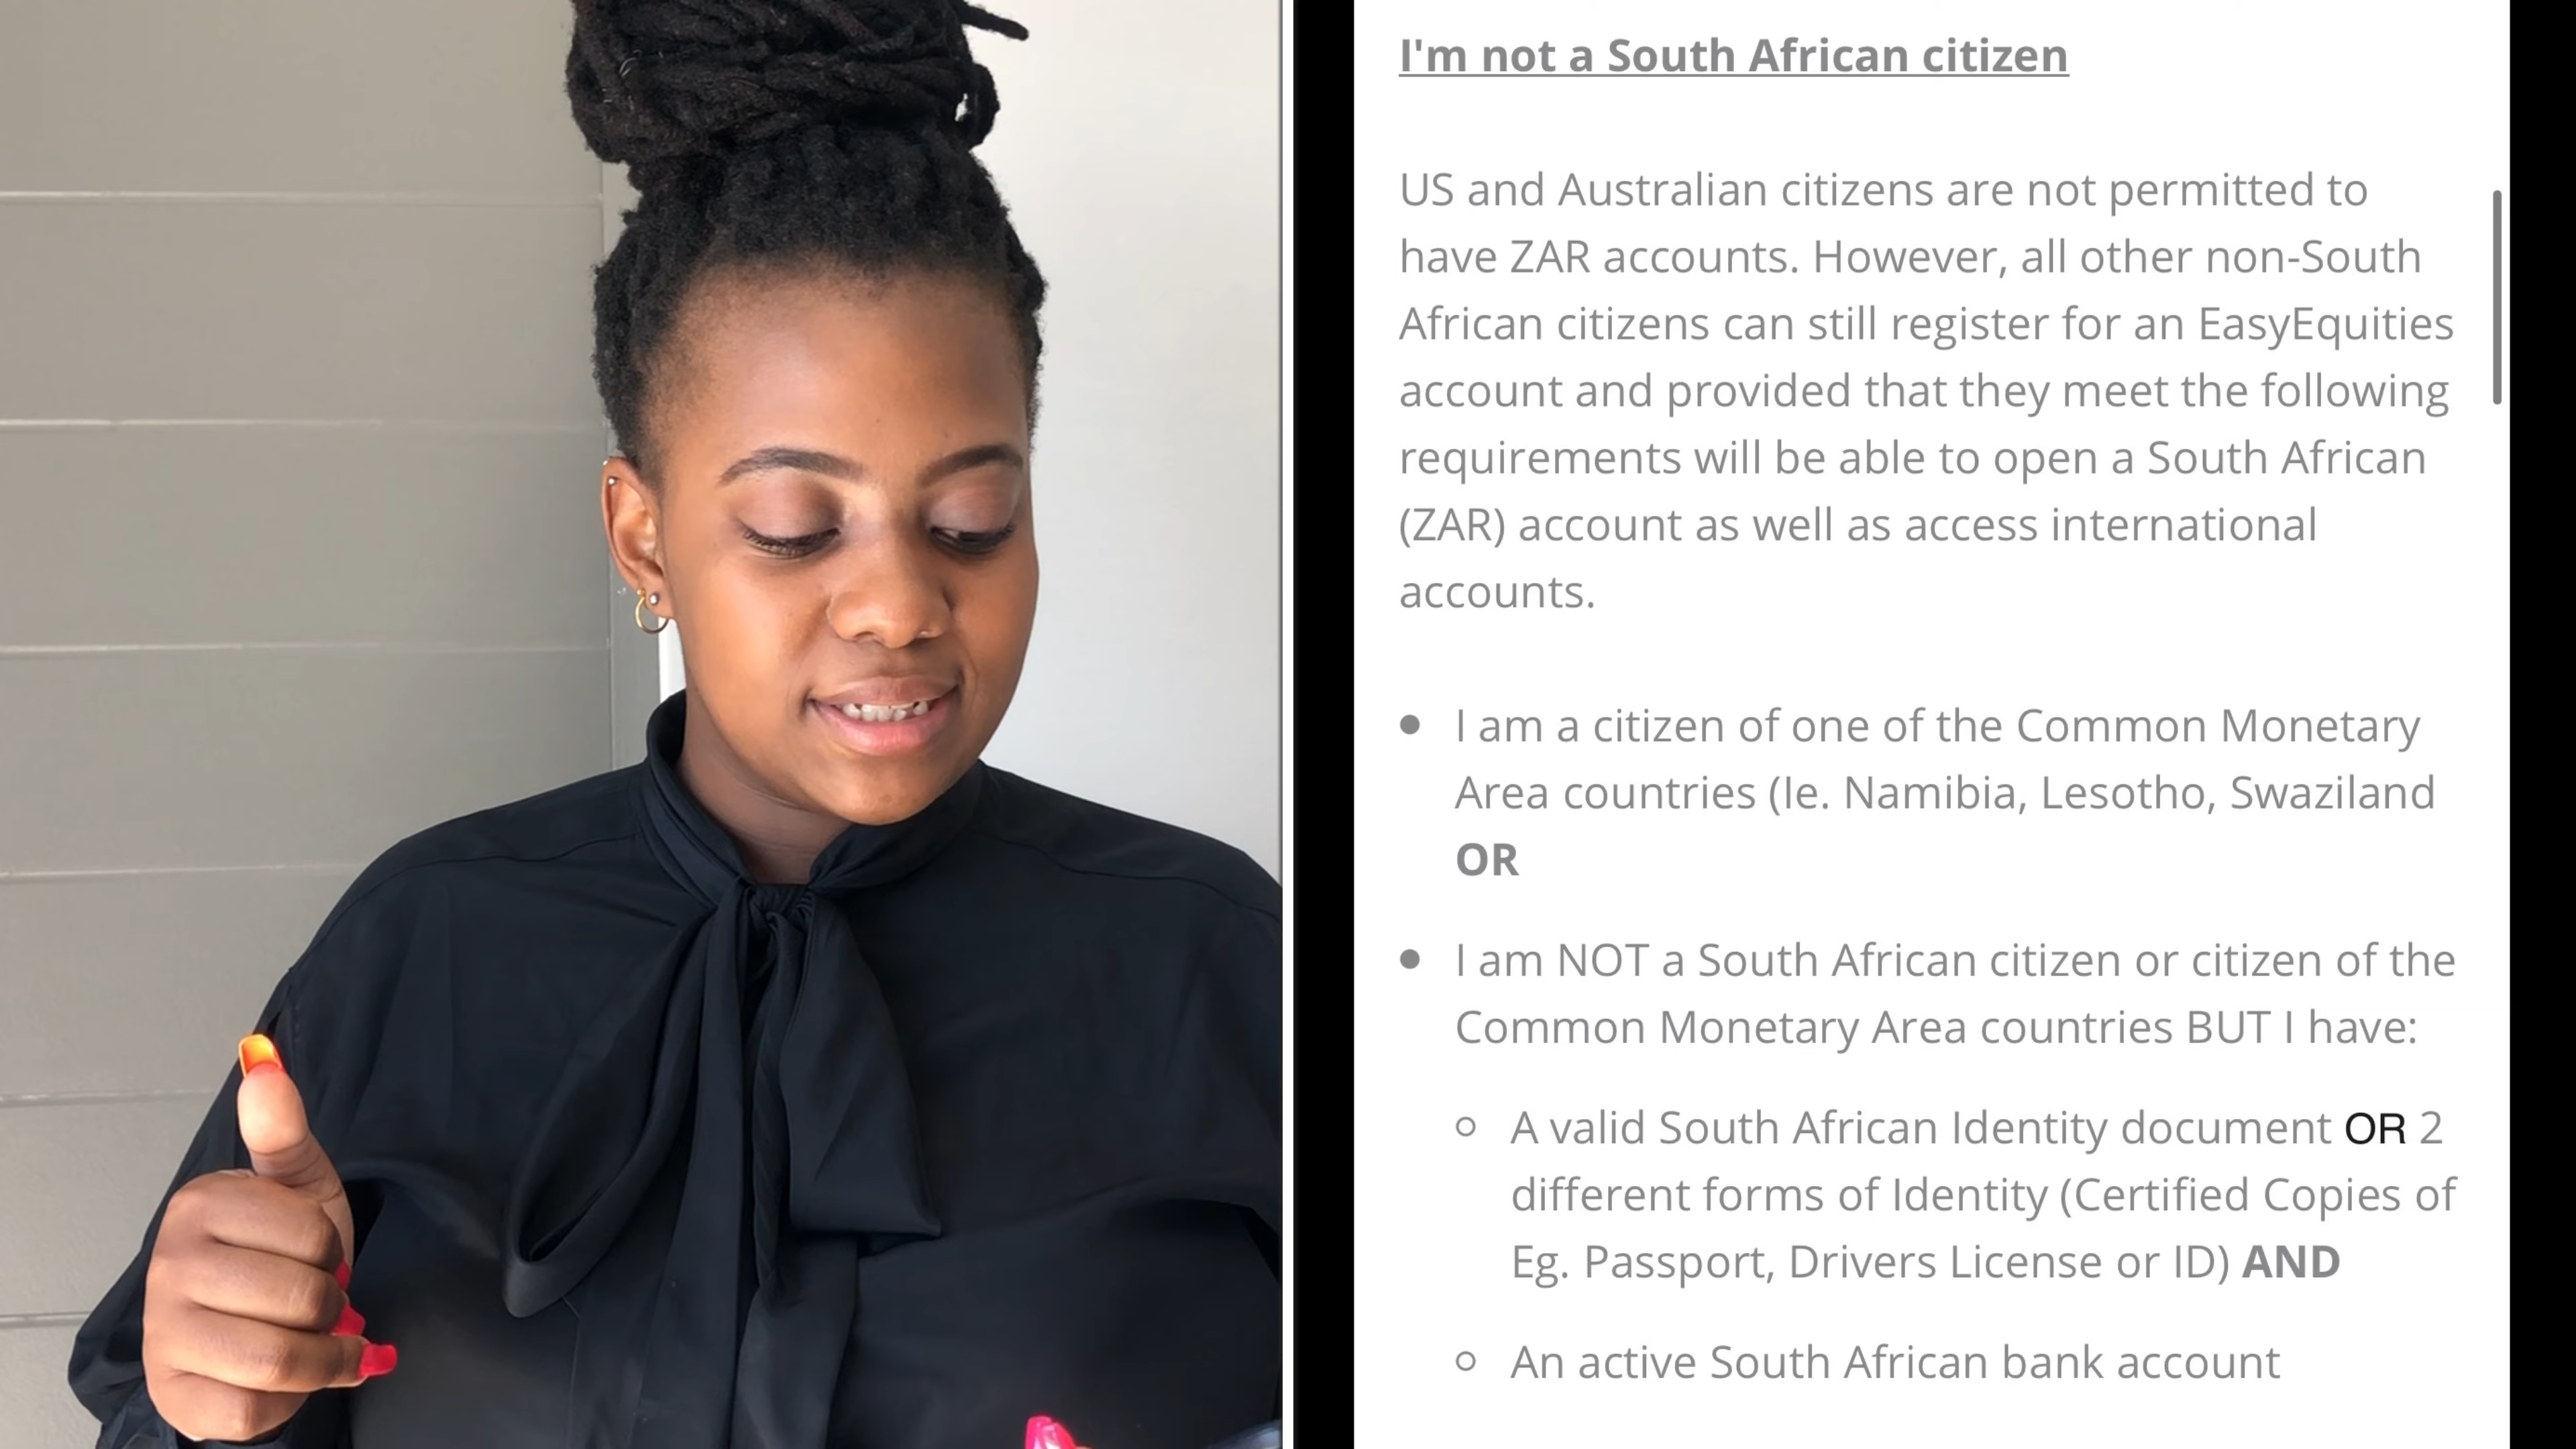 I'm not a South African citizen
US and Australian citizens are not permitted to
have ZAR accounts. However, all other non-South
African citizens can still register for an EasyEquities
account and provided that they meet the following
requirements will be able to open a South African
(ZAR) account as well as access international
accounts.
• I am a citizen of one of the Common Monetary
Area countries (Ie. Namibia, Lesotho, Swaziland
OR
• I am NOT a South African citizen or citizen of the
Common Monetary Area countries BUT I have:
○ A valid South African Identity document OR 2
different forms of Identity (Certified Copies of
Eg. Passport, Drivers License or ID) AND
○ An active South African bank account